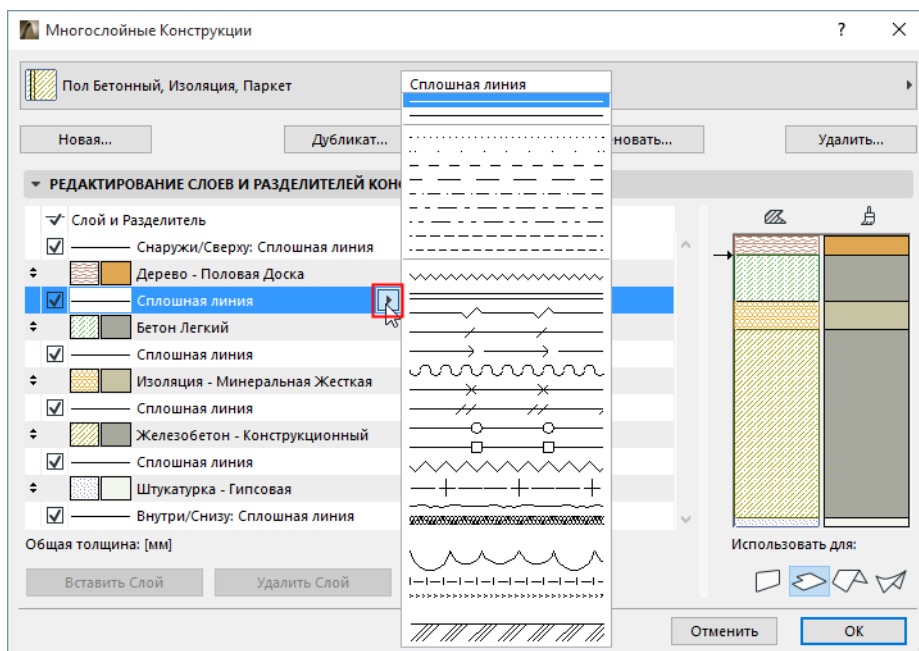 Многослойные Конструкции
?
Пол Бетонный, Изоляция, Паркет
Сплошная линия
Новая...
Дубликат...
новать...
Удалить...
РЕДАКТИРОВАНИЕ СЛОЕВ И РАЗДЕЛИТЕЛЕЙ КОН
Слой и Разделитель
Снаружи/Сверху: Сплошная линия
Дерево - Половая Доска
Сплошная линия
Бетон Легкий
Сплошная линия
Изоляция - Минеральная Жесткая
Сплошная линия
Железобетон - Конструкционный
Сплошная линия
Штукатурка - Гипсовая
Внутри/Снизу: Сплошная линия
Общая толщина: [мм]
Использовать для:
Вставить Слой
Удалить Слой
Отменить
OK